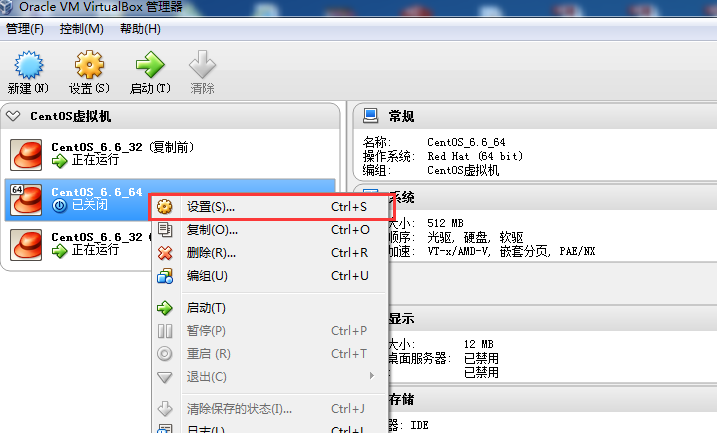 Oracle VM VirtualBox 管理器
管理(F) 控制(M) 帮助(H)
新建(N) 设置(S) 启动(T) 清除
CentOS虚拟机
CentOS_6.6_32 (复制前)
正在运行
64
CentOS_6.6_64
已关闭
CentOS_6.6_32
正在运行
设置(S)... Ctrl+S
复制(O)... Ctrl+O
删除(R)... Ctrl+R
编组(U) Ctrl+U
启动(T)
暂停(P) Ctrl+P
重启 (R) Ctrl+T
退出(C)
清除保存的状态(I)... Ctrl+J
日志(L)... Ctrl+L
常规
名称: CentOS_6.6_64
操作系统: Red Hat (64 bit)
编组: CentOS虚拟机
系统
大小: 512 MB
顺序: 光驱, 硬盘, 软驱
加速: VT-x/AMD-V, 嵌套分页, PAE/NX
显示
大小: 12 MB
桌面服务器: 已禁用
: 已禁用
存储
器: IDE